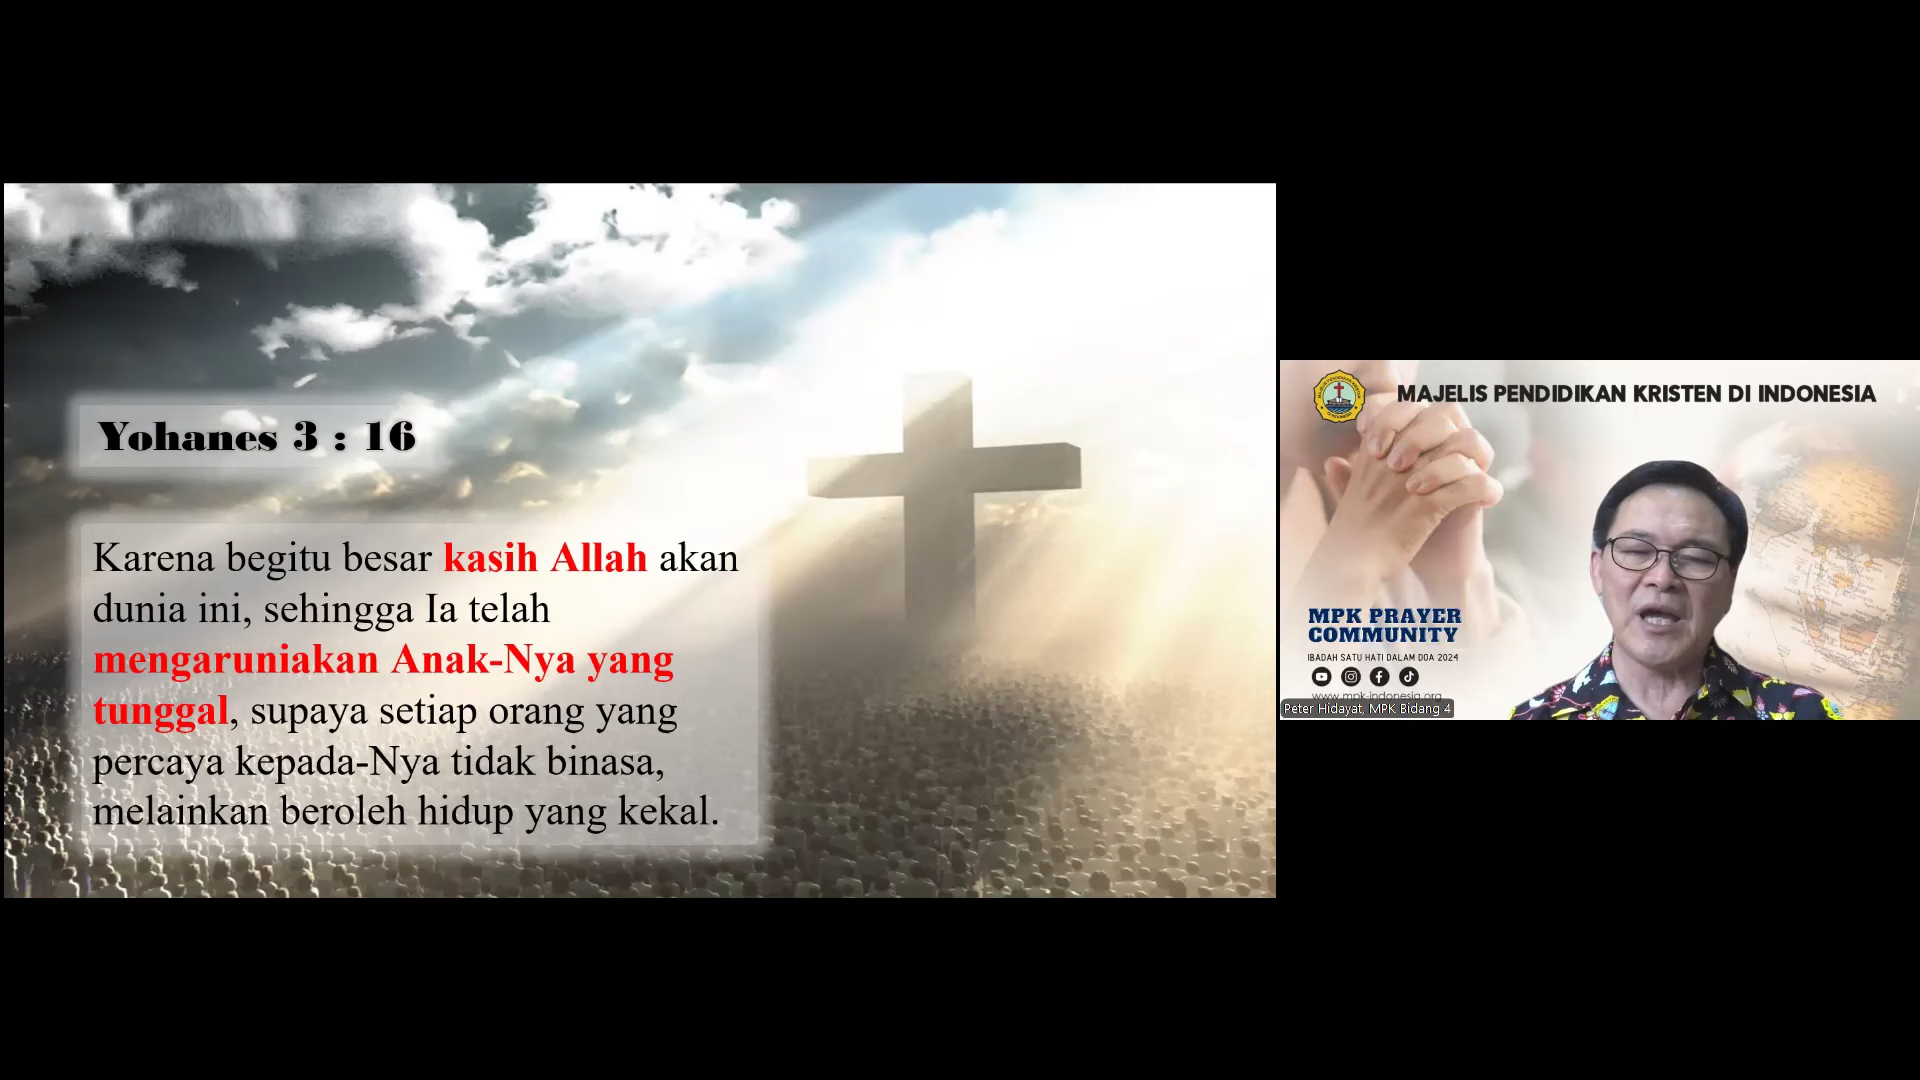 Yohanes 3 : 16
Karena begitu besar kasih Allah akan
dunia ini, sehingga Ia telah
mengaruniakan Anak-Nya yang
tunggal, supaya setiap orang yang
percaya kepada-Nya tidak binasa,
melainkan beroleh hidup yang kekal.
MAJELIS PENDIDIKAN KRISTEN DI INDONESIA
MPK PRAYER
COMMUNITY
IBADAH SATU HATI DALAM DOA 2024
www.mpk-indonesia.org
Peter Hidayat, MPK Bidang 4